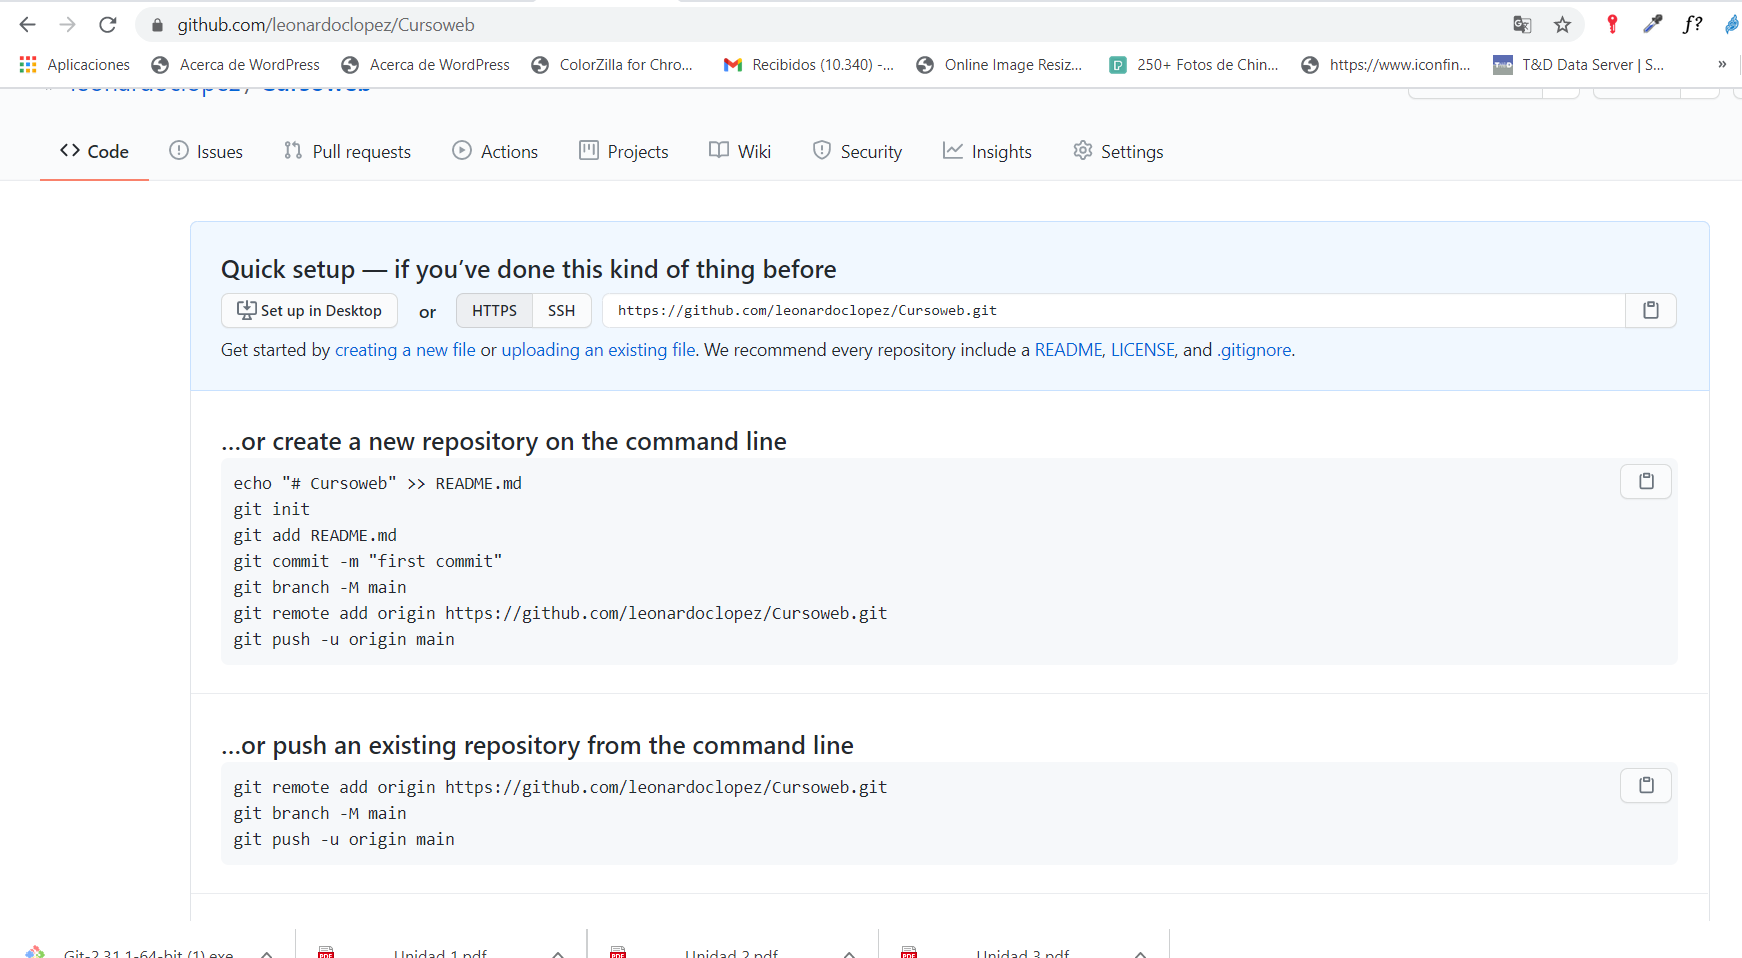 github.com/leonardoclopez/Cursoweb
Aplicaciones Acerca de WordPress Acerca de WordPress ColorZilla for Chro... Recibidos (10.340) -... Online Image Resiz... 250+ Fotos de Chin... https://www.iconfin... T&D Data Server | S... »
leonardoclopez / Cursoweb
Code Issues Pull requests Actions Projects Wiki Security Insights Settings
Quick setup — if you’ve done this kind of thing before
Set up in Desktop or HTTPS SSH https://github.com/leonardoclopez/Cursoweb.git
Get started by creating a new file or uploading an existing file. We recommend every repository include a README, LICENSE, and .gitignore.
…or create a new repository on the command line
echo "# Cursoweb" >> README.md
git init
git add README.md
git commit -m "first commit"
git branch -M main
git remote add origin https://github.com/leonardoclopez/Cursoweb.git
git push -u origin main
…or push an existing repository from the command line
git remote add origin https://github.com/leonardoclopez/Cursoweb.git
git branch -M main
git push -u origin main
Git-2.31.1-64-bit (1).exe Unidad 1.pdf Unidad 2.pdf Unidad 3.pdf